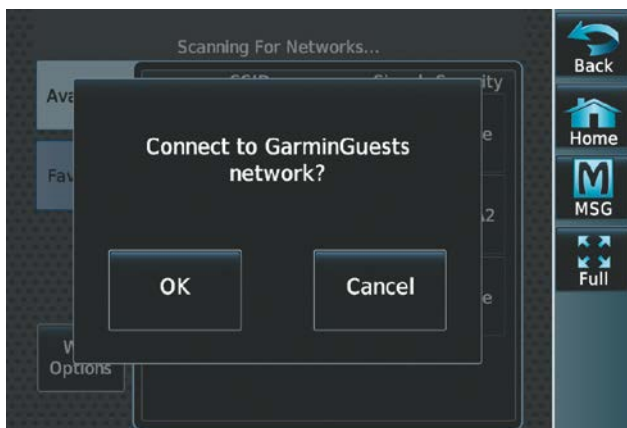 Scanning For Networks...
Back
Home
MSG
Full
Connect to GarminGuests
network?
OK
Cancel
Options